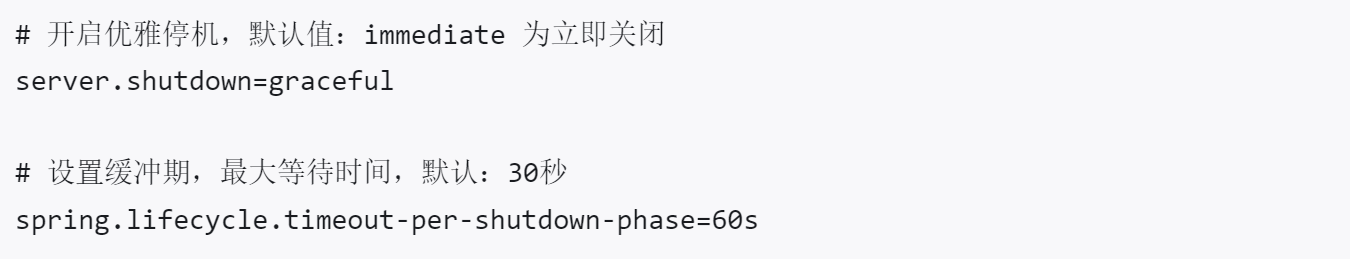 # 开启优雅停机，默认值：immediate 为立即关闭
server.shutdown=graceful
# 设置缓冲期，最大等待时间，默认：30秒
spring.lifecycle.timeout-per-shutdown-phase=60s